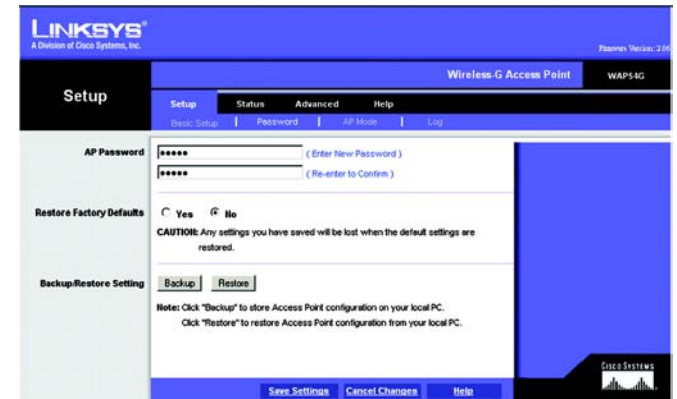 LINKSYS®
A Division of Cisco Systems, Inc.
Firmware Version: 2.06
Wireless-G Access Point WAP54G
Setup
Setup Status Advanced Help
Basic Setup | Password | AP Mode | Log
AP Password
( Enter New Password )
( Re-enter to Confirm )
Restore Factory Defaults
Yes No
CAUTION: Any settings you have saved will be lost when the default settings are
restored.
Backup/Restore Setting
Backup Restore
Note: Click "Backup" to store Access Point configuration on your local PC.
Click "Restore" to restore Access Point configuration from your local PC.
CISCO SYSTEMS
Save Settings Cancel Changes Help